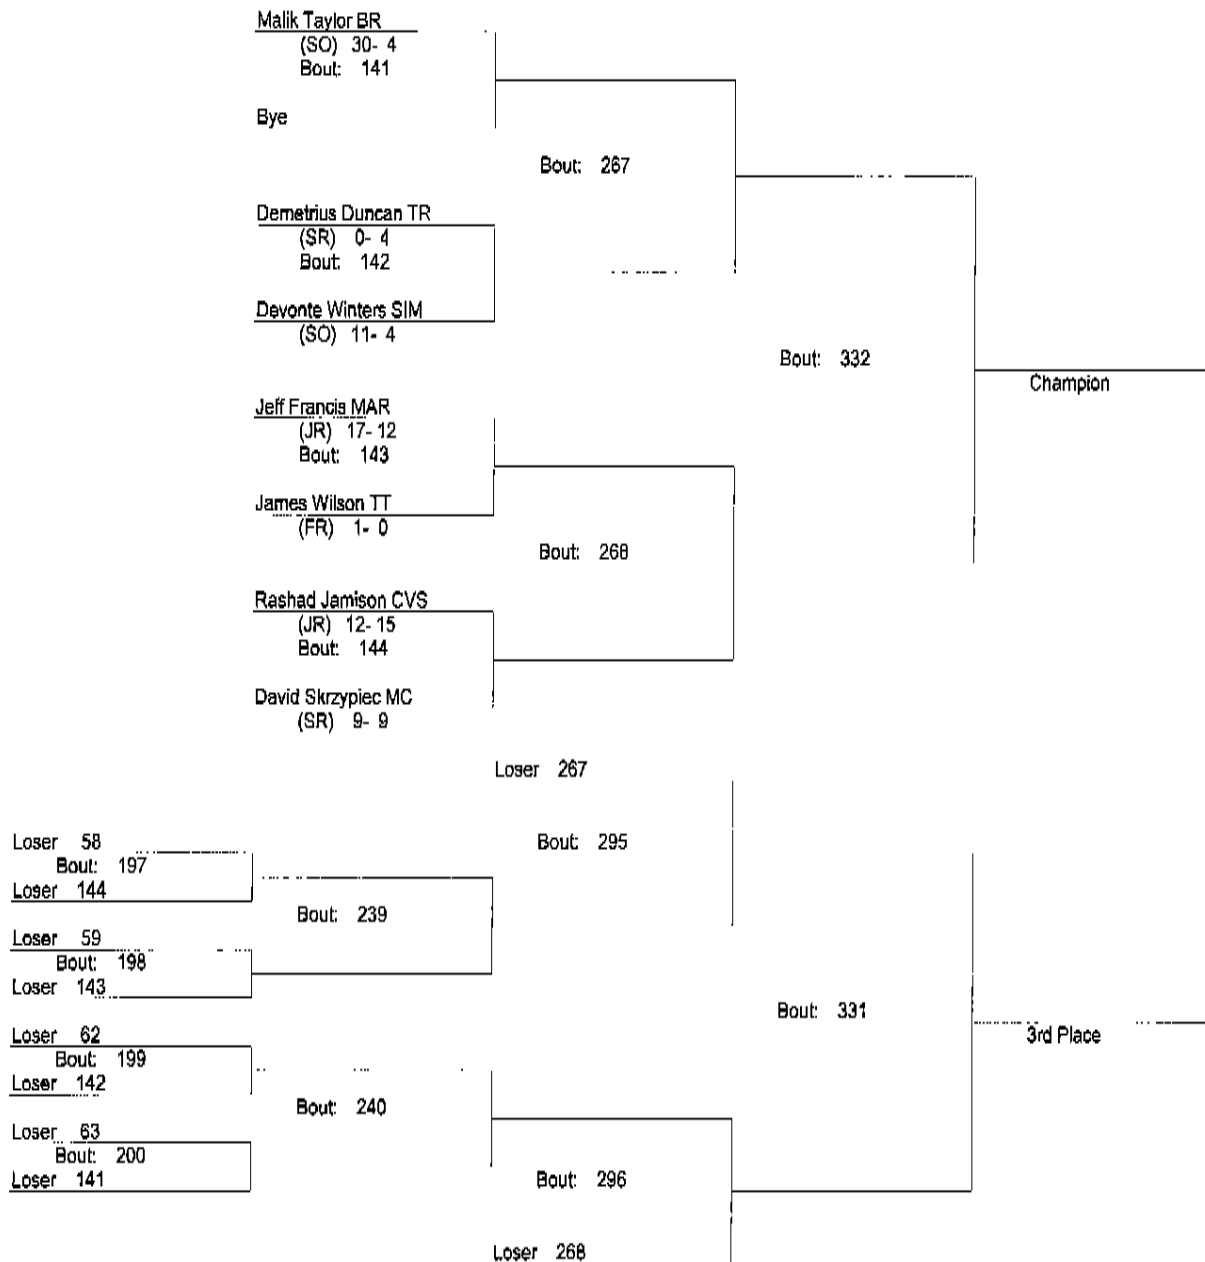 Malik Taylor BR
(SO) 30- 4
Bout: 141
Bye
Bout: 267
Demetrius Duncan TR
(SR) 0- 4
Bout: 142
Devonte Winters SIM
(SO) 11- 4
Bout: 332
Champion
Jeff Francis MAR
(JR) 17- 12
Bout: 143
James Wilson TT
(FR) 1- 0
Bout: 268
Rashad Jamison CVS
(JR) 12- 15
Bout: 144
David Skrzypiec MC
(SR) 9- 9
Loser 267
Bout: 295
Loser 58
Bout: 197
Loser 144
Bout: 239
Loser 59
Bout: 198
Loser 143
Bout: 331
3rd Place
Loser 62
Bout: 199
Loser 142
Bout: 240
Loser 63
Bout: 200
Loser 141
Bout: 296
Loser 268